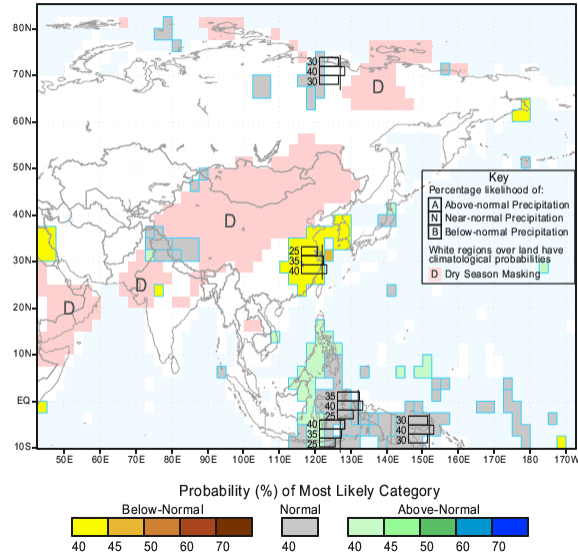 80N
70N
60N
50N
40N
30N
20N
10N
EQ
10S
50E
60E
70E
80E
90E
100E
110E
120E
130E
140E
150E
160E
170E
180
170W
30
40
30
D
D
D
D
25
35
40
35
40
25
40
35
25
30
40
30
Key
Percentage likelihood of:
A Above-normal Precipitation
N Near-normal Precipitation
B Below-normal Precipitation
White regions over land have
climatological probabilities
D Dry Season Masking
Probability (%) of Most Likely Category
Below-Normal Normal Above-Normal
40 45 50 60 70 40 40 45 50 60 70